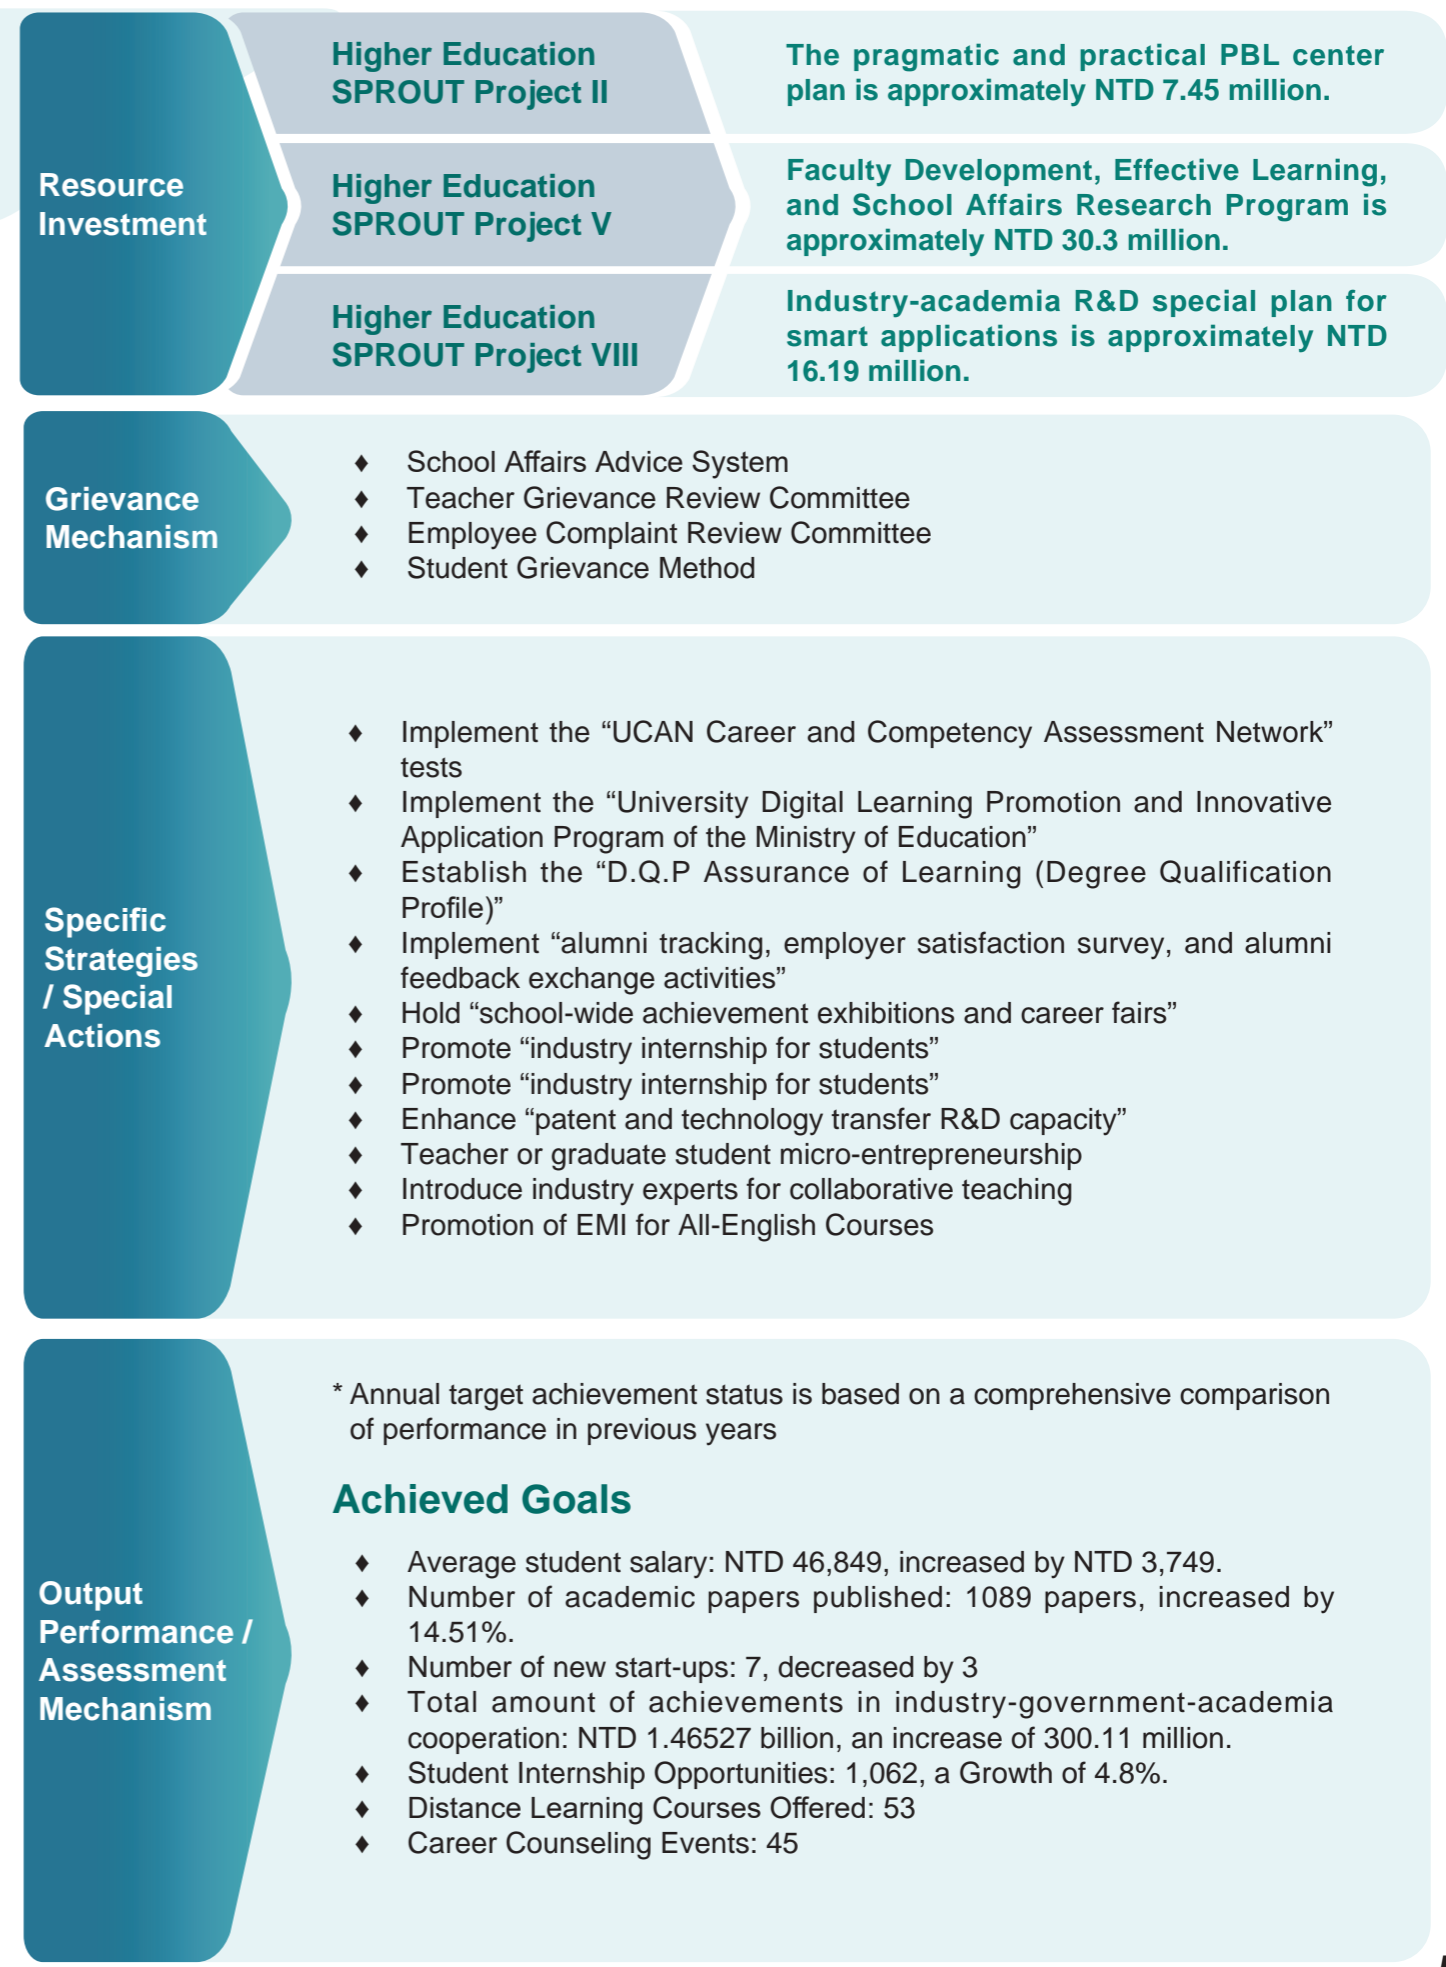 Resource
Investment
Higher Education
SPROUT Project II
The pragmatic and practical PBL center
plan is approximately NTD 7.45 million.
Higher Education
SPROUT Project V
Faculty Development, Effective Learning,
and School Affairs Research Program is
approximately NTD 30.3 million.
Higher Education
SPROUT Project VIII
Industry-academia R&D special plan for
smart applications is approximately NTD
16.19 million.
Grievance
Mechanism
♦ School Affairs Advice System
♦ Teacher Grievance Review Committee
♦ Employee Complaint Review Committee
♦ Student Grievance Method
Specific
Strategies
/ Special
Actions
♦ Implement the “UCAN Career and Competency Assessment Network”
tests
♦ Implement the “University Digital Learning Promotion and Innovative
Application Program of the Ministry of Education”
♦ Establish the “D.Q.P Assurance of Learning (Degree Qualification
Profile)”
♦ Implement “alumni tracking, employer satisfaction survey, and alumni
feedback exchange activities”
♦ Hold “school-wide achievement exhibitions and career fairs”
♦ Promote “industry internship for students”
♦ Promote “industry internship for students”
♦ Enhance “patent and technology transfer R&D capacity”
♦ Teacher or graduate student micro-entrepreneurship
♦ Introduce industry experts for collaborative teaching
♦ Promotion of EMI for All-English Courses
Output
Performance /
Assessment
Mechanism
* Annual target achievement status is based on a comprehensive comparison
of performance in previous years
Achieved Goals
♦ Average student salary: NTD 46,849, increased by NTD 3,749.
♦ Number of academic papers published: 1089 papers, increased by
14.51%.
♦ Number of new start-ups: 7, decreased by 3
♦ Total amount of achievements in industry-government-academia
cooperation: NTD 1.46527 billion, an increase of 300.11 million.
♦ Student Internship Opportunities: 1,062, a Growth of 4.8%.
♦ Distance Learning Courses Offered: 53
♦ Career Counseling Events: 45